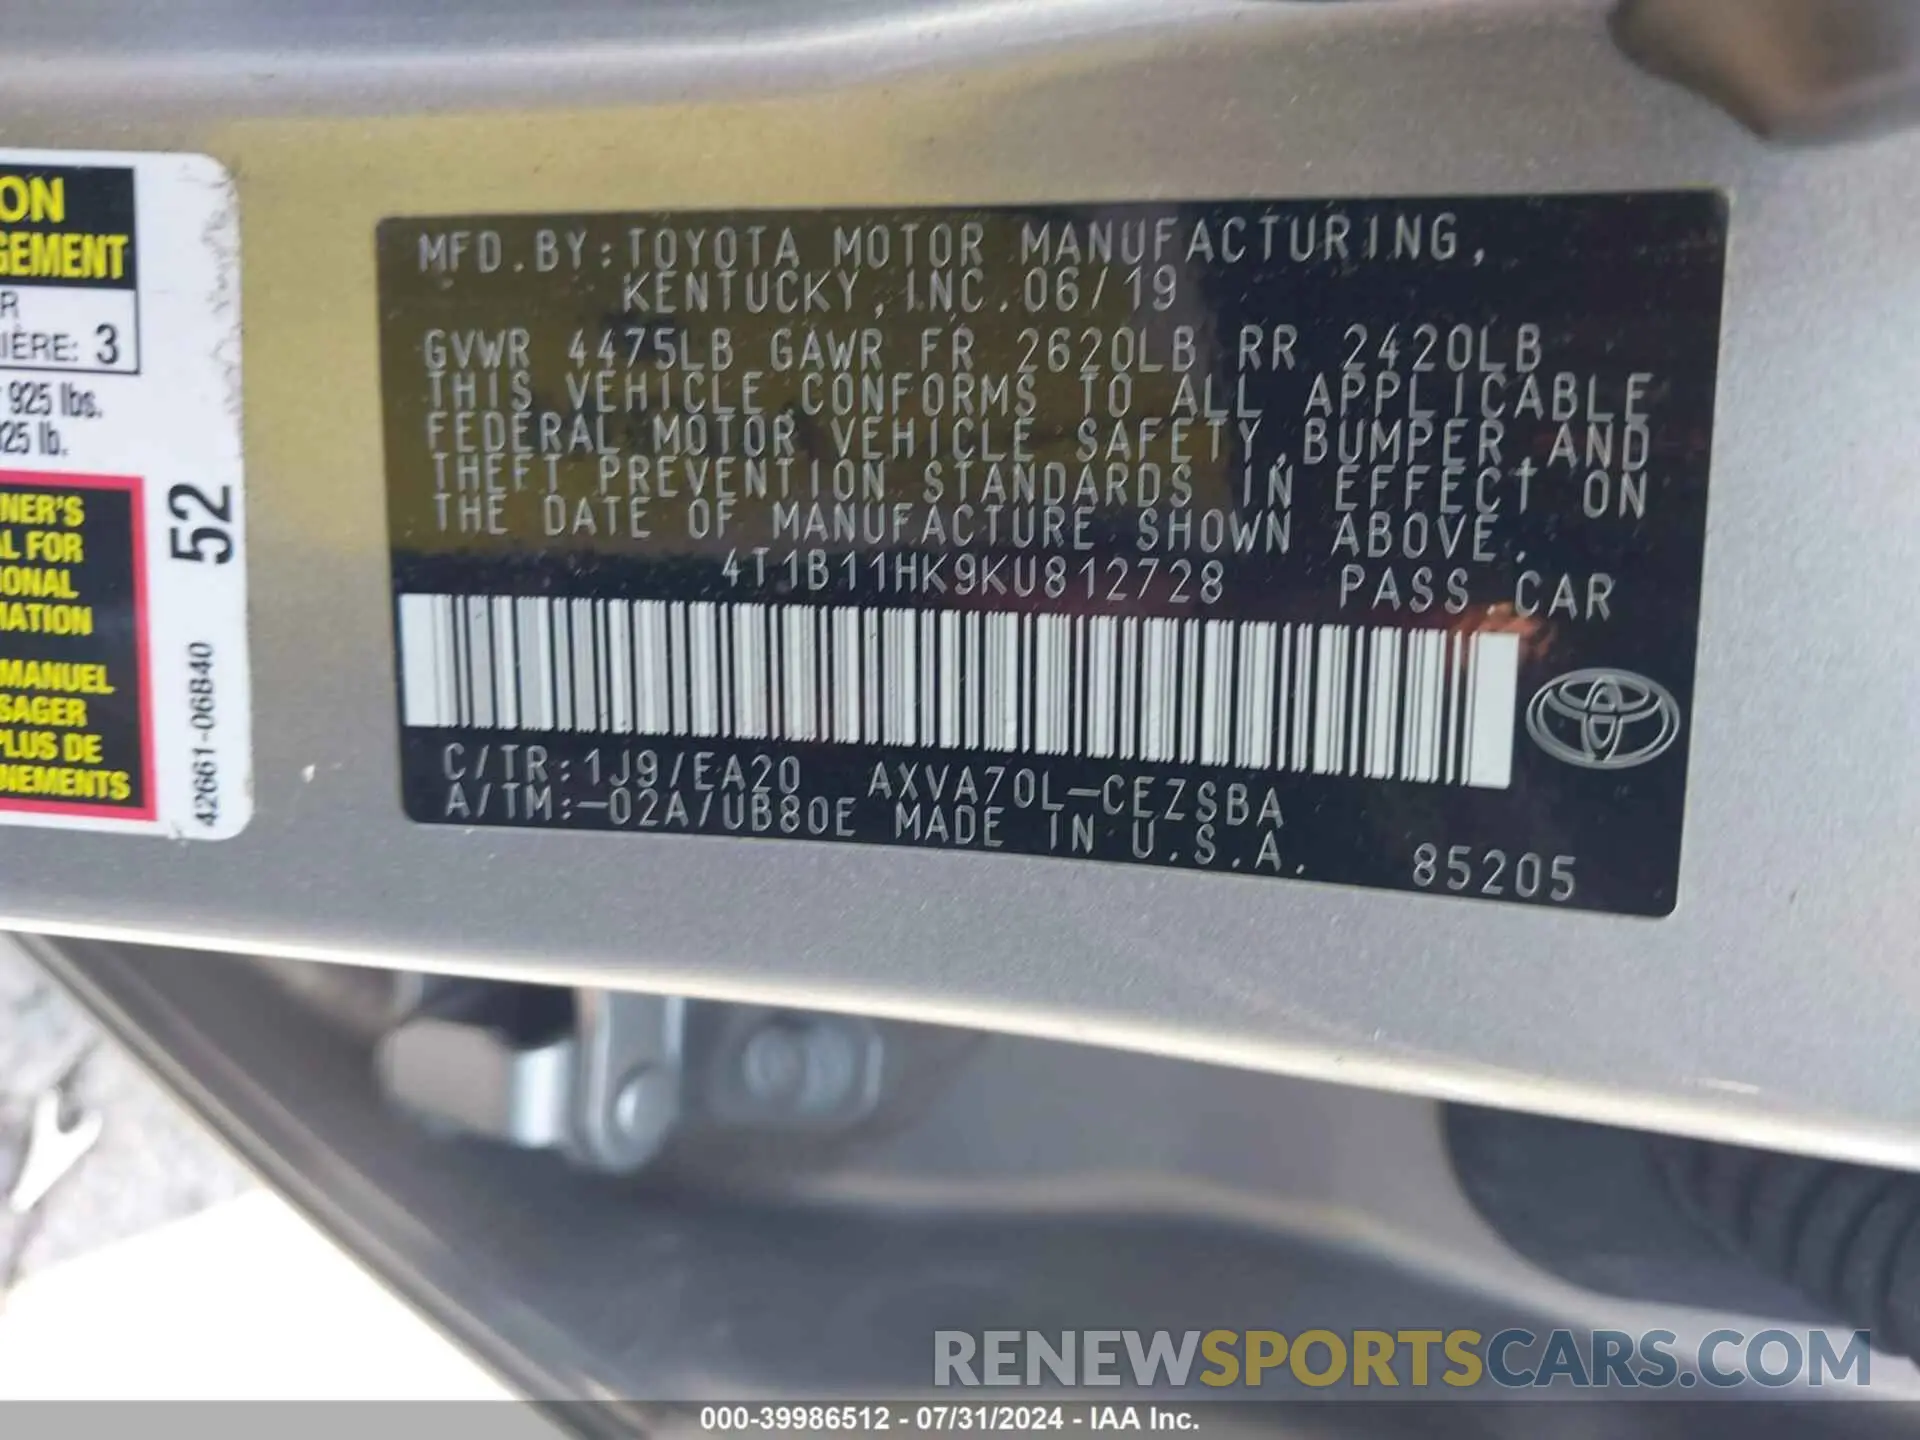 ON
GEMENT
R
IÈRE: 3
925 lbs.
25 lb.
NER'S
L FOR
IONAL
MATION
MANUEL
SAGER
PLUS DE
NEMENTS
52
42661-06B40
MFD.BY:TOYOTA MOTOR MANUFACTURING,
KENTUCKY,INC.06/19
GVWR 4475LB GAWR FR 2620LB RR 2420LB
THIS VEHICLE CONFORMS TO ALL APPLICABLE
FEDERAL MOTOR VEHICLE SAFETY,BUMPER AND
THEFT PREVENTION STANDARDS IN EFFECT ON
THE DATE OF MANUFACTURE SHOWN ABOVE.
4T1B11HK9KU812728 PASS.CAR
C/TR:1J9/EA20 AXVA70L-CEZSBA
A/TM:-02A/UB80E MADE IN U.S.A.
85205
RENEWSPORTSCARS.COM
000-39986512 - 07/31/2024 - IAA Inc.